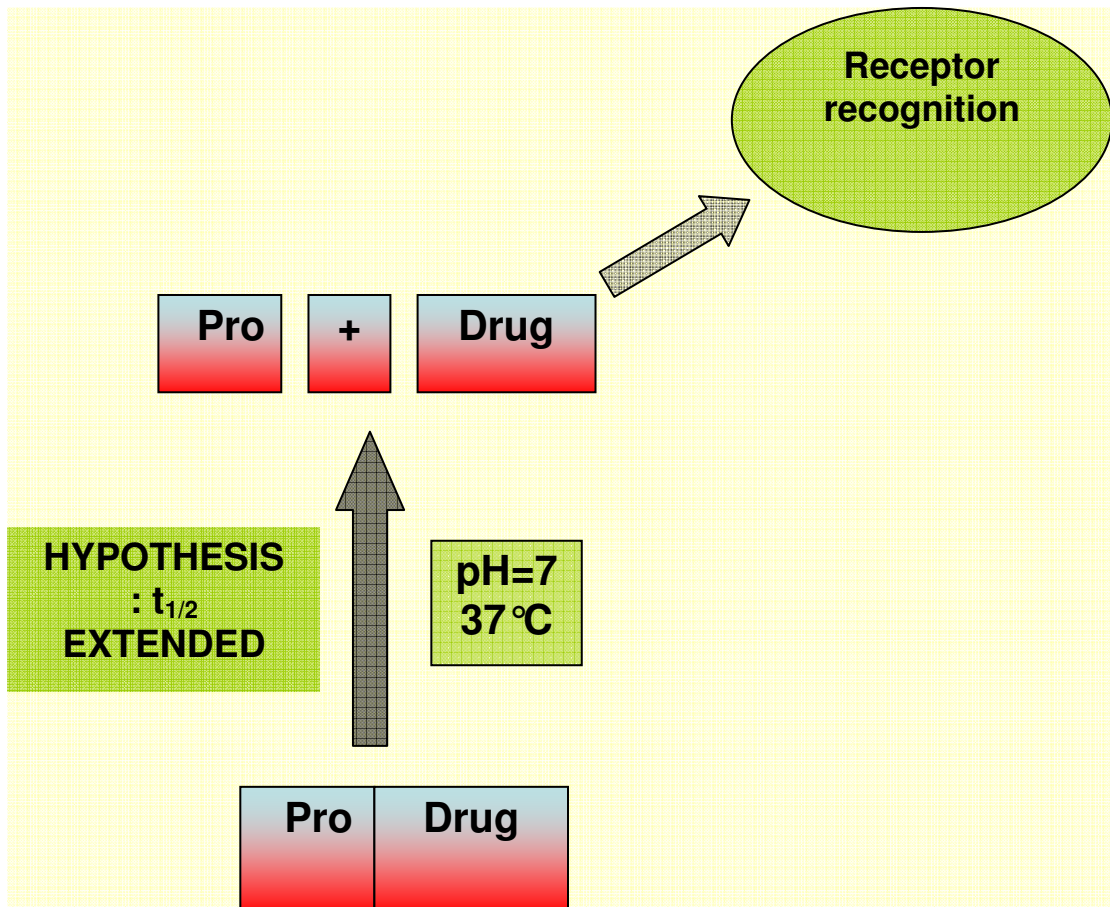 Receptor
recognition
Pro + Drug
HYPOTHESIS
: t1/2
EXTENDED
pH=7
37°C
Pro Drug